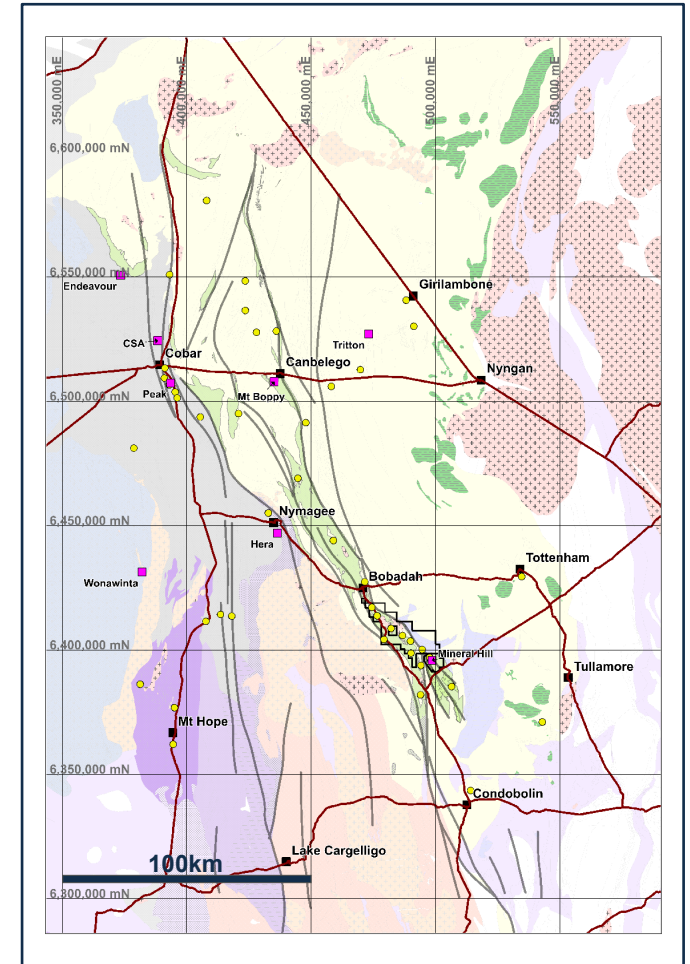 350,000 mE
400,000 mE
450,000 mE
500,000 mE
550,000 mE
6,600,000 mN
6,550,000 mN
Endeavour
Girilambone
CSA
Cobar
Tritton
Canbelego
Nyngan
Peak
Mt Boppy
6,500,000 mN
Nymagee
6,450,000 mN
Hera
Tottenham
Wonawinta
Bobadah
6,400,000 mN
Mineral Hill
Tullamore
Mt Hope
6,350,000 mN
Condobolin
Lake Cargelligo
100km
6,300,000 mN